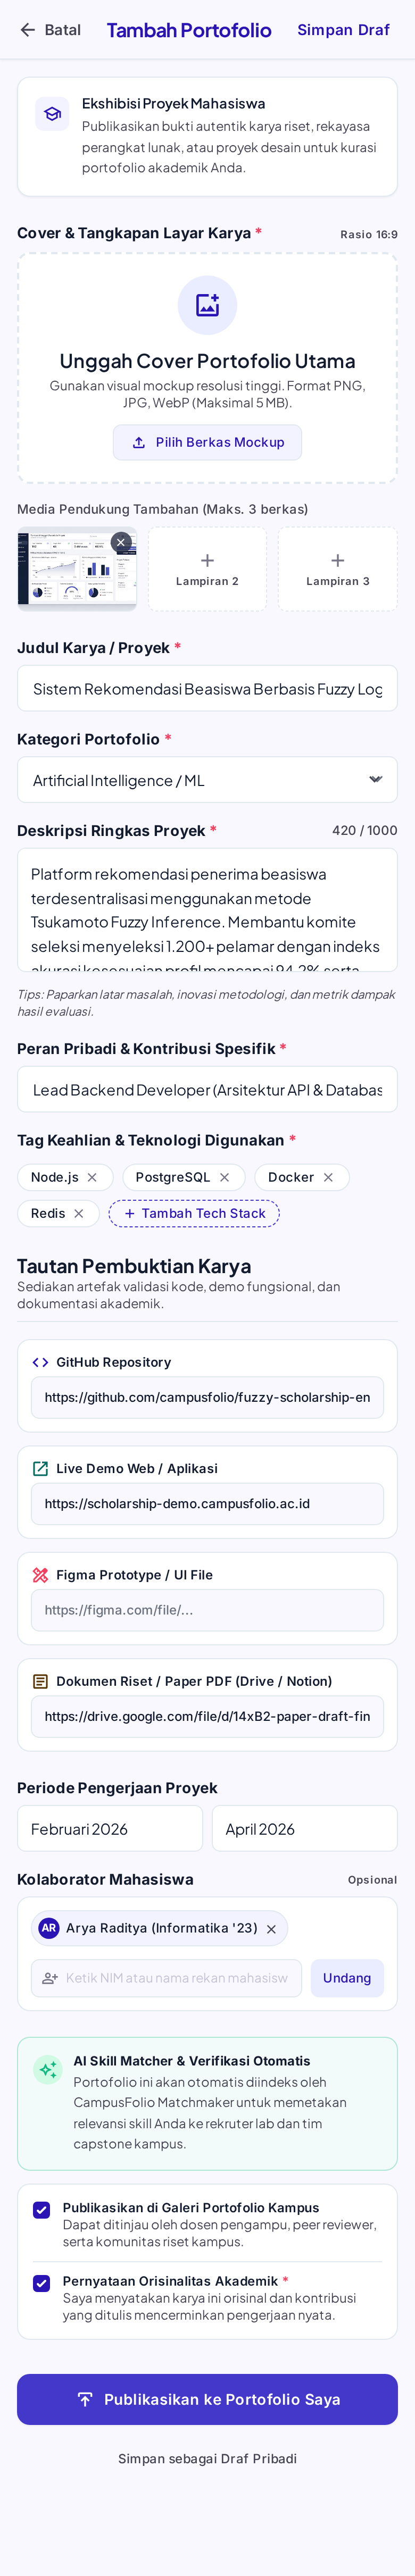 Batal
Tambah Portofolio
Simpan Draf
Ekshibisi Proyek Mahasiswa
Publikasikan bukti autentik karya riset, rekayasa
perangkat lunak, atau proyek desain untuk kurasi
portofolio akademik Anda.
Cover & Tangkapan Layar Karya *
Rasio 16:9
Unggah Cover Portofolio Utama
Gunakan visual mockup resolusi tinggi. Format PNG,
JPG, WebP (Maksimal 5 MB).
Pilih Berkas Mockup
Media Pendukung Tambahan (Maks. 3 berkas)
Lampiran 2
Lampiran 3
Judul Karya / Proyek *
Sistem Rekomendasi Beasiswa Berbasis Fuzzy Log
Kategori Portofolio *
Artificial Intelligence / ML
Deskripsi Ringkas Proyek *
420 / 1000
Platform rekomendasi penerima beasiswa
terdesentralisasi menggunakan metode
Tsukamoto Fuzzy Inference. Membantu komite
seleksi menyeleksi 1.200+ pelamar dengan indeks
akurasi kesesuaian profil mencapai 94.2% serta
Tips: Paparkan latar masalah, inovasi metodologi, dan metrik dampak
hasil evaluasi.
Peran Pribadi & Kontribusi Spesifik *
Lead Backend Developer (Arsitektur API & Databas
Tag Keahlian & Teknologi Digunakan *
Node.js
PostgreSQL
Docker
Redis
+ Tambah Tech Stack
Tautan Pembuktian Karya
Sediakan artefak validasi kode, demo fungsional, dan
dokumentasi akademik.
GitHub Repository
https://github.com/campusfolio/fuzzy-scholarship-en
Live Demo Web / Aplikasi
https://scholarship-demo.campusfolio.ac.id
Figma Prototype / UI File
https://figma.com/file/...
Dokumen Riset / Paper PDF (Drive / Notion)
https://drive.google.com/file/d/14xB2-paper-draft-fin
Periode Pengerjaan Proyek
Februari 2026
April 2026
Kolaborator Mahasiswa
Opsional
AR
Arya Raditya (Informatika '23)
Ketik NIM atau nama rekan mahasisw
Undang
AI Skill Matcher & Verifikasi Otomatis
Portofolio ini akan otomatis diindeks oleh
CampusFolio Matchmaker untuk memetakan
relevansi skill Anda ke rekruter lab dan tim
capstone kampus.
Publikasikan di Galeri Portofolio Kampus
Dapat ditinjau oleh dosen pengampu, peer reviewer,
serta komunitas riset kampus.
Pernyataan Orisinalitas Akademik *
Saya menyatakan karya ini orisinal dan kontribusi
yang ditulis mencerminkan pengerjaan nyata.
Publikasikan ke Portofolio Saya
Simpan sebagai Draf Pribadi